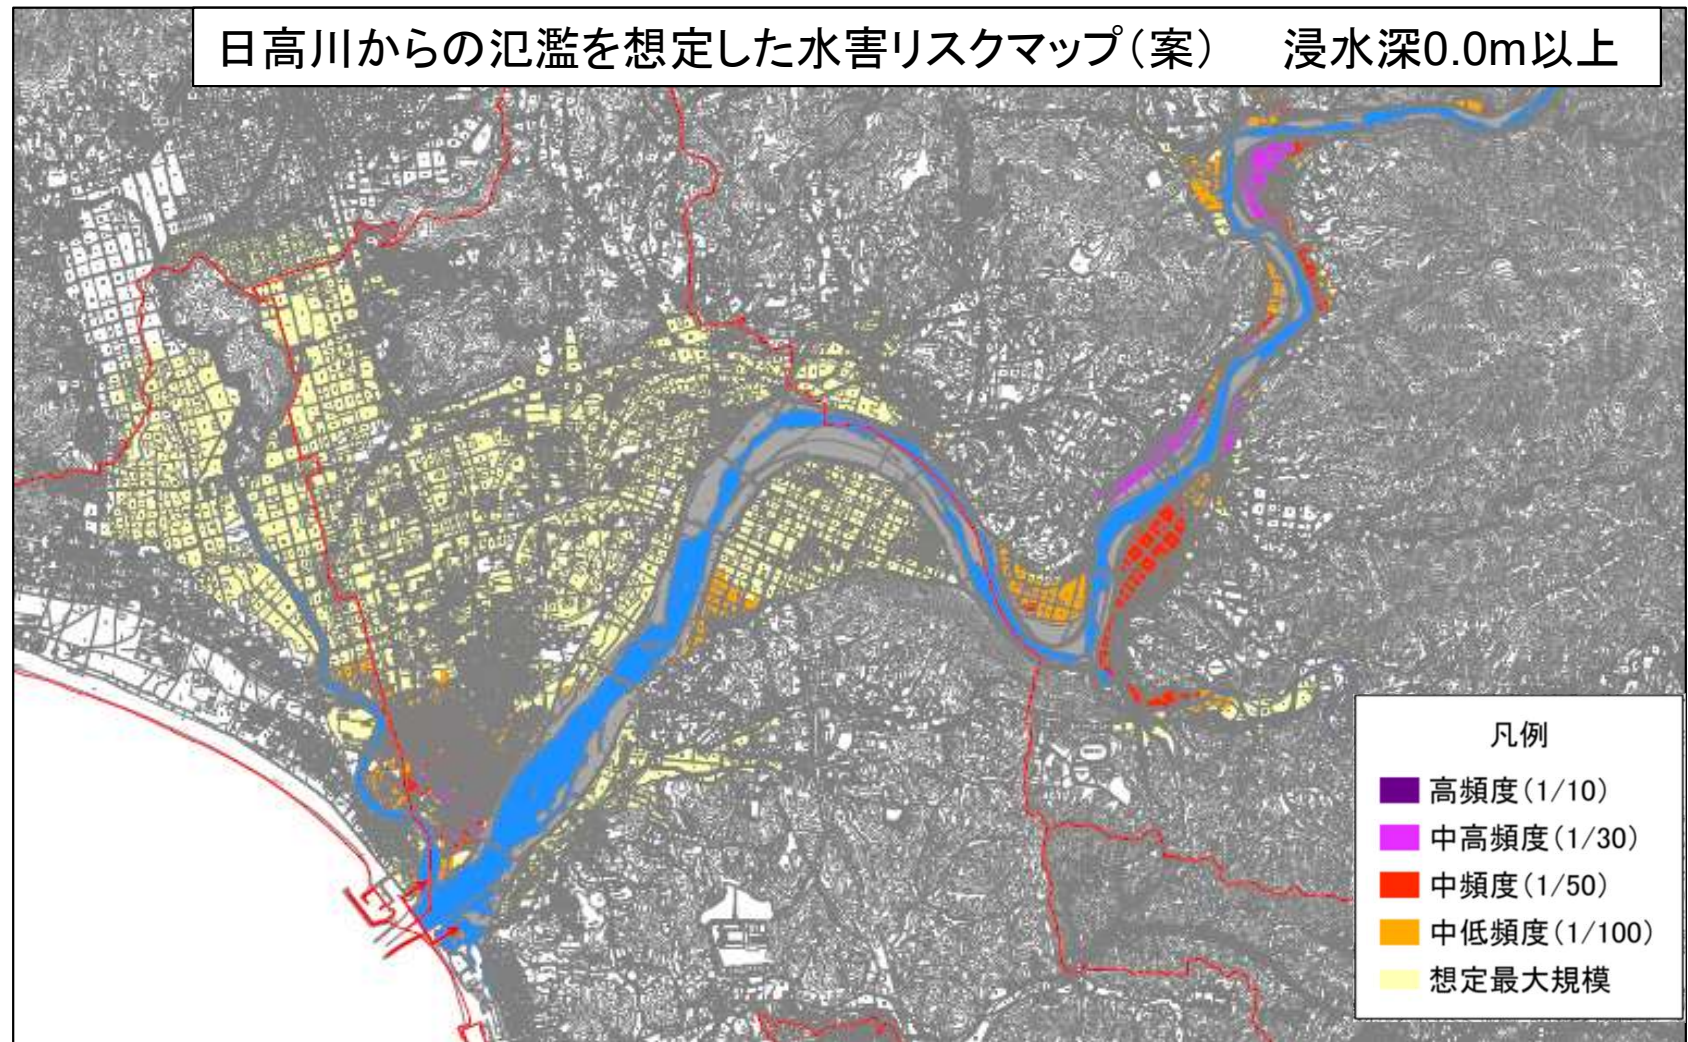 日高川からの氾濫を想定した水害リスクマップ(案)　浸水深0.0m以上
凡例
高頻度(1/10)
中高頻度(1/30)
中頻度(1/50)
中低頻度(1/100)
想定最大規模